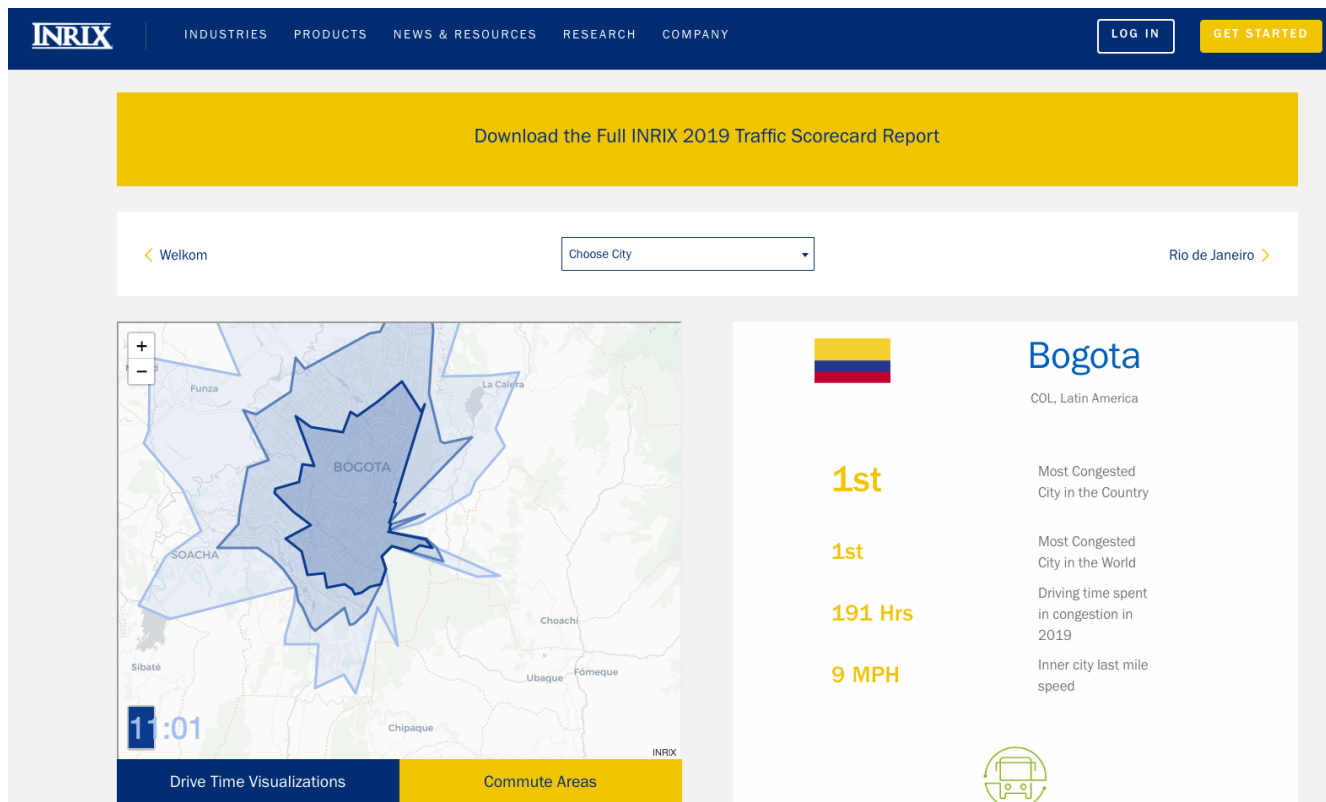 INRIX
INDUSTRIES PRODUCTS NEWS & RESOURCES RESEARCH COMPANY
LOG IN
GET STARTED
Download the Full INRIX 2019 Traffic Scorecard Report
Welkom
Choose City
Rio de Janeiro
+
−
Funza
La Calera
BOGOTA
SOACHA
Choachí
Sibaté
Ubaque
Fómeque
Chipaque
11:01
INRIX
Drive Time Visualizations
Commute Areas
Bogota
COL, Latin America
1st
Most Congested
City in the Country
1st
Most Congested
City in the World
191 Hrs
Driving time spent
in congestion in
2019
9 MPH
Inner city last mile
speed